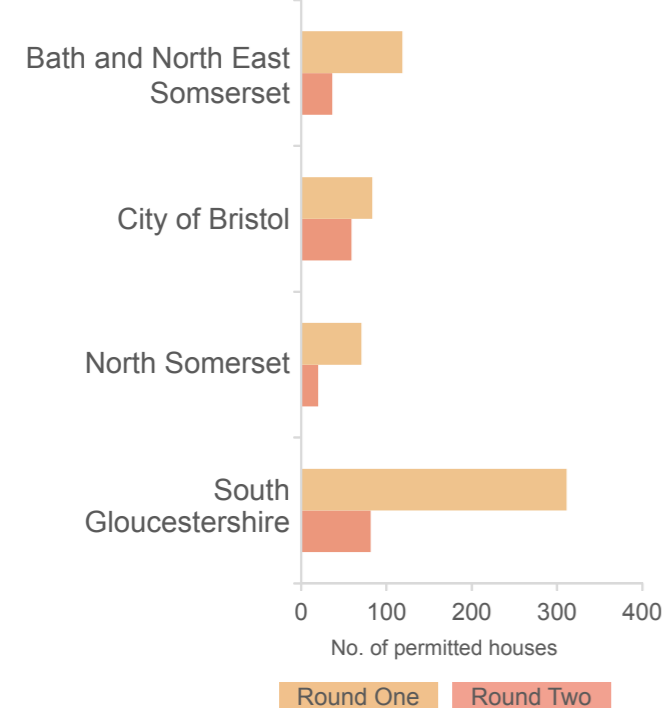 Bath and North East
Somserset
City of Bristol
North Somerset
South
Gloucestershire
0 100 200 300 400
No. of permitted houses
Round One Round Two